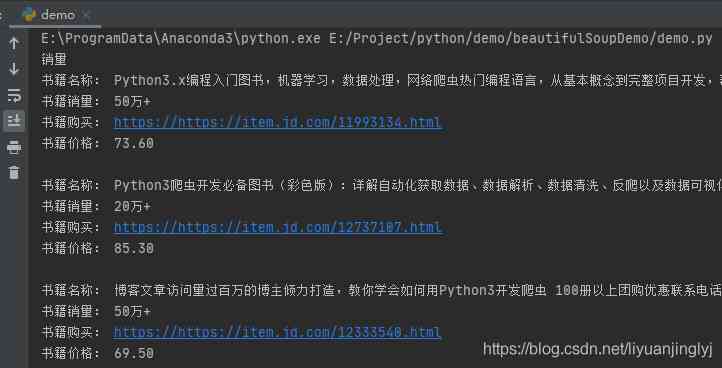 demo
E:\ProgramData\Anaconda3\python.exe E:/Project/python/demo/beautifulSoupDemo/demo.py
销量
书籍名称: Python3.x编程入门图书，机器学习，数据处理，网络爬虫热门编程语言，从基本概念到完整项目开发，
书籍销量: 50万+
书籍购买: https://https://item.jd.com/11993134.html
书籍价格: 73.60
书籍名称: Python3爬虫开发必备图书（彩色版）：详解自动化获取数据、数据解析、数据清洗、反爬以及数据可视
书籍销量: 20万+
书籍购买: https://https://item.jd.com/12737107.html
书籍价格: 85.30
书籍名称: 博客文章访问量过百万的博主倾力打造，教你学会如何用Python3开发爬虫 100册以上团购优惠联系电话
书籍销量: 50万+
书籍购买: https://https://item.jd.com/12333540.html
书籍价格: 69.50
https://blog.csdn.net/liyuanjinglyj